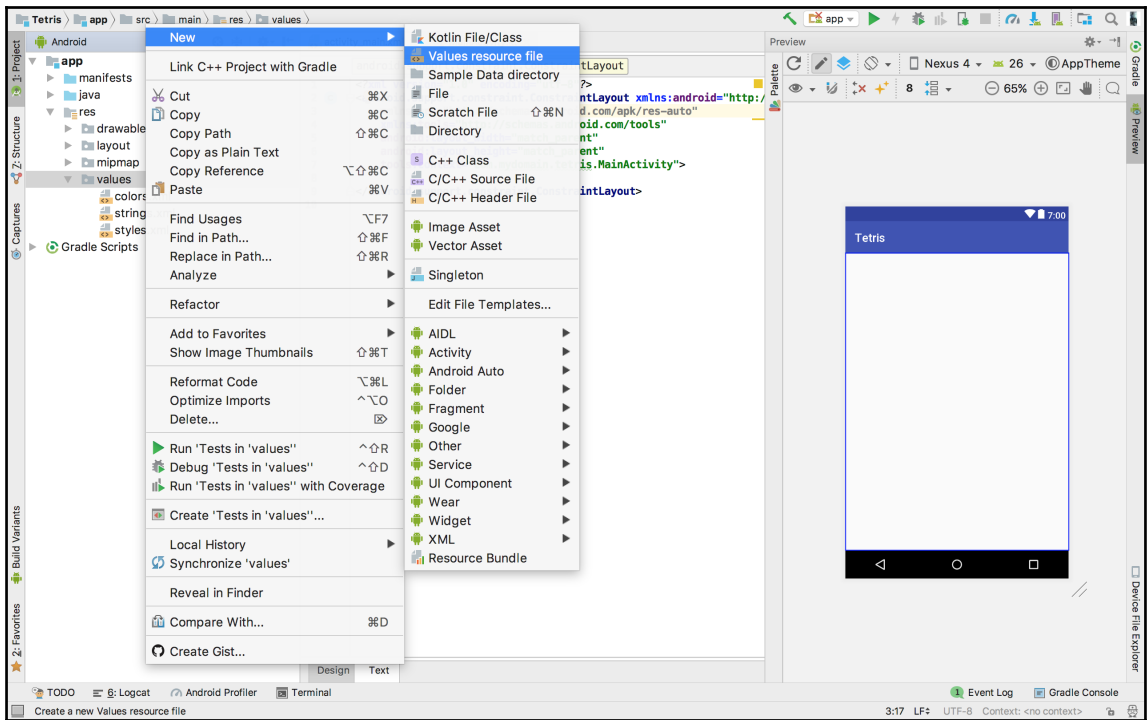 Tetris app src main res values
app
Android
1: Project
Z: Structure
Captures
Build Variants
2: Favorites
app
manifests
java
res
drawable
layout
mipmap
values
colors
string
styles
Gradle Scripts
New
Link C++ Project with Gradle
Cut ⌘X
Copy ⌘C
Copy Path ⇧⌘C
Copy as Plain Text
Copy Reference ⌥⇧⌘C
Paste ⌘V
Find Usages ⌥F7
Find in Path... ⇧⌘F
Replace in Path... ⇧⌘R
Analyze
Refactor
Add to Favorites
Show Image Thumbnails ⇧⌘T
Reformat Code ⌥⌘L
Optimize Imports ^⌥O
Delete... ⌦
Run 'Tests in 'values'' ^⇧R
Debug 'Tests in 'values'' ^⇧D
Run 'Tests in 'values'' with Coverage
Create 'Tests in 'values''...
Local History
Synchronize 'values'
Reveal in Finder
Compare With... ⌘D
Create Gist...
Kotlin File/Class
Values resource file
Sample Data directory
File
Scratch File ⇧⌘N
Directory
C++ Class
C/C++ Source File
C/C++ Header File
Image Asset
Vector Asset
Singleton
Edit File Templates...
AIDL
Activity
Android Auto
Folder
Fragment
Google
Other
Service
UI Component
Wear
Widget
XML
Resource Bundle
tLayout
?>
ntLayout xmlns:android="http:/
d.com/apk/res-auto"
oid.com/tools"
nt"
ent"
is.MainActivity">
intLayout>
Design Text
Preview
Palette
Nexus 4 26 AppTheme
8 65%
7:00
Tetris
Gradle
Preview
Device File Explorer
TODO 6: Logcat Android Profiler Terminal
1 Event Log Gradle Console
Create a new Values resource file
3:17 LF UTF-8 Context: <no context>